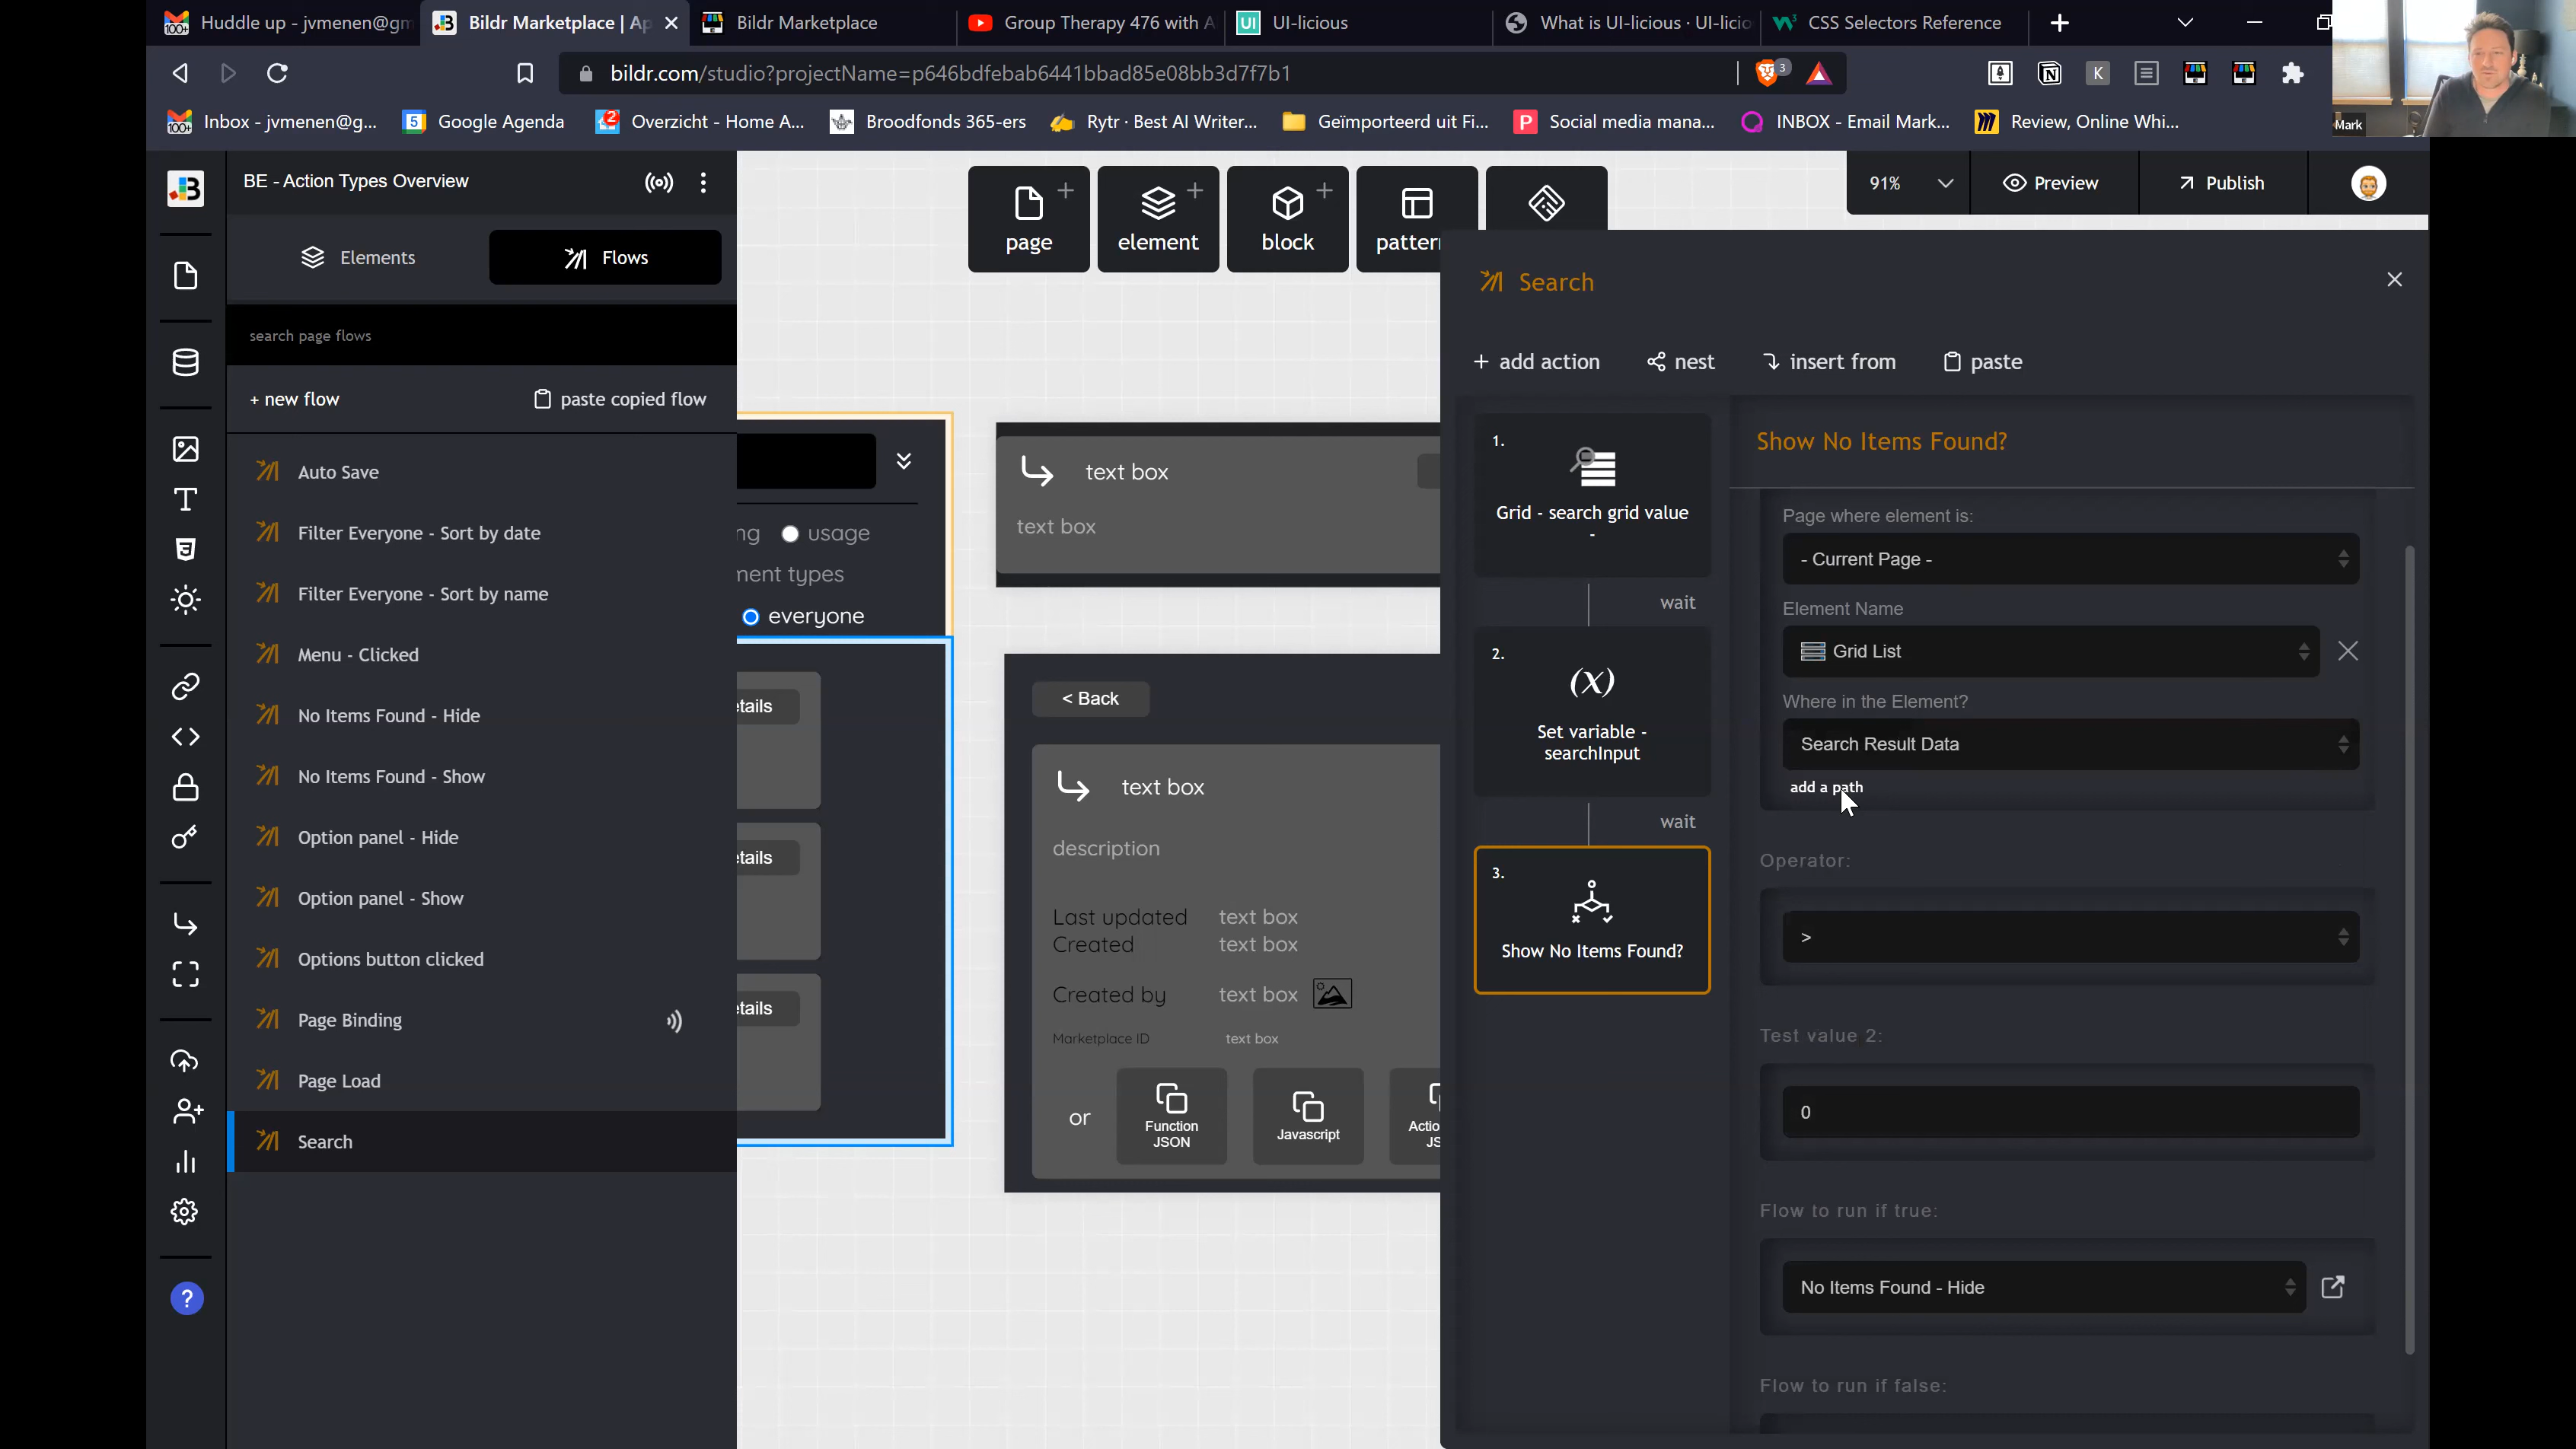 Huddle up - jvmenen@gm
Bildr Marketplace | Ap
Bildr Marketplace
Group Therapy 476 with A
UI-licious
What is UI-licious · UI-licio
CSS Selectors Reference
bildr.com/studio?projectName=p646bdfebab6441bbad85e08bb3d7f7b1
3
K
Mark
100+ Inbox - jvmenen@g...
5 Google Agenda
2 Overzicht - Home A...
Broodfonds 365-ers
Rytr · Best AI Writer...
Geïmporteerd uit Fi...
Social media mana...
INBOX - Email Mark...
Review, Online Whi...
BE - Action Types Overview
Elements
Flows
search page flows
+ new flow
paste copied flow
Auto Save
Filter Everyone - Sort by date
Filter Everyone - Sort by name
Menu - Clicked
No Items Found - Hide
No Items Found - Show
Option panel - Hide
Option panel - Show
Options button clicked
Page Binding
Page Load
Search
page
element
block
pattern
91%
Preview
Publish
ng
usage
ment types
everyone
etails
etails
etails
text box
text box
< Back
text box
description
Last updated text box
Created text box
Created by text box
Marketplace ID text box
or
Function
JSON
Javascript
Actio
JS
Search
+ add action
nest
insert from
paste
1.
Grid - search grid value
-
wait
2.
(x)
Set variable -
searchInput
wait
3.
Show No Items Found?
Show No Items Found?
Page where element is:
- Current Page -
Element Name
Grid List
Where in the Element?
Search Result Data
add a path
Operator:
>
Test value 2:
0
Flow to run if true:
No Items Found - Hide
Flow to run if false: